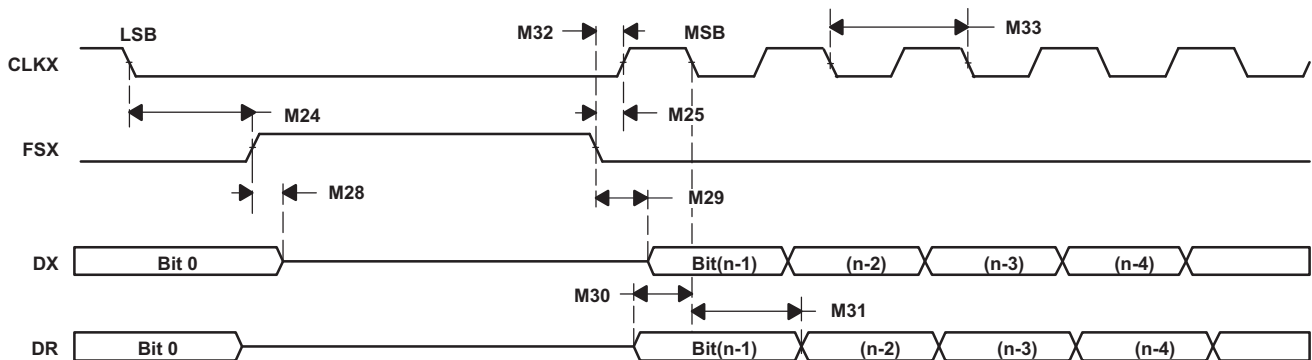 LSB M32 MSB M33
CLKX
M24 M25
FSX
M28 M29
DX Bit 0 Bit(n-1) (n-2) (n-3) (n-4)
M30 M31
DR Bit 0 Bit(n-1) (n-2) (n-3) (n-4)